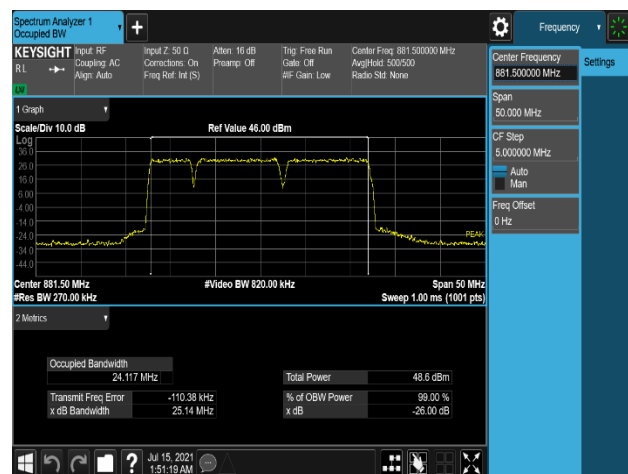 Spectrum Analyzer 1
Occupied BW
Frequency
KEYSIGHT
RL
LXI
Input: RF
Coupling: AC
Align: Auto
Input Z: 50 Ω
Corrections: On
Freq Ref: Int (S)
Atten: 16 dB
Preamp: Off
Trig: Free Run
Gate: Off
#IF Gain: Low
Center Freq: 881.500000 MHz
Avg|Hold: 500/500
Radio Std: None
Center Frequency
881.500000 MHz
Settings
Span
50.000 MHz
CF Step
5.000000 MHz
Auto
Man
Freq Offset
0 Hz
1 Graph
Scale/Div 10.0 dB
Ref Value 46.00 dBm
Log
36.0
26.0
16.0
6.00
-4.00
-14.0
-24.0
-34.0
-44.0
PEAK
Center 881.50 MHz
#Video BW 820.00 kHz
Span 50 MHz
#Res BW 270.00 kHz
Sweep 1.00 ms (1001 pts)
2 Metrics
Occupied Bandwidth
24.117 MHz
Total Power 48.6 dBm
Transmit Freq Error -110.38 kHz
% of OBW Power 99.00 %
x dB Bandwidth 25.14 MHz
x dB -26.00 dB
Jul 15, 2021
1:51:19 AM